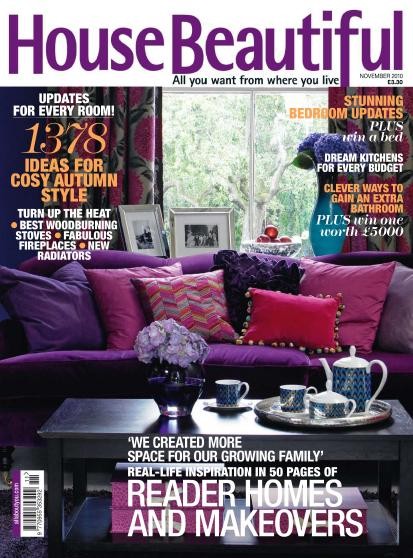 House Beautiful
All you want from where you live
NOVEMBER 2010
£3.30
UPDATES
FOR EVERY ROOM!
1378
IDEAS FOR
COSY AUTUMN
STYLE
TURN UP THE HEAT
• BEST WOODBURNING
STOVES • FABULOUS
FIREPLACES • NEW
RADIATORS
STUNNING
BEDROOM UPDATES
PLUS
win a bed
DREAM KITCHENS
FOR EVERY BUDGET
CLEVER WAYS TO
GAIN AN EXTRA
BATHROOM
PLUS win one
worth £5000
'WE CREATED MORE
SPACE FOR OUR GROWING FAMILY'
REAL-LIFE INSPIRATION IN 50 PAGES OF
READER HOMES
AND MAKEOVERS
allaboutyou.com